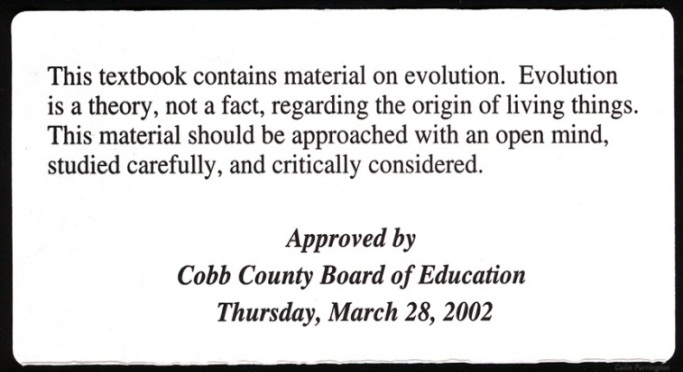 This textbook contains material on evolution.  Evolution
is a theory, not a fact, regarding the origin of living things.
This material should be approached with an open mind,
studied carefully, and critically considered.
Approved by
Cobb County Board of Education
Thursday, March 28, 2002
Colin Purrington